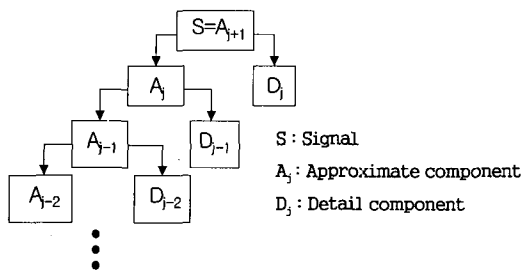 S=A_{j+1}
A_j D_j
A_{j-1} D_{j-1}
A_{j-2} D_{j-2}
S : Signal
A_j : Approximate component
D_j : Detail component